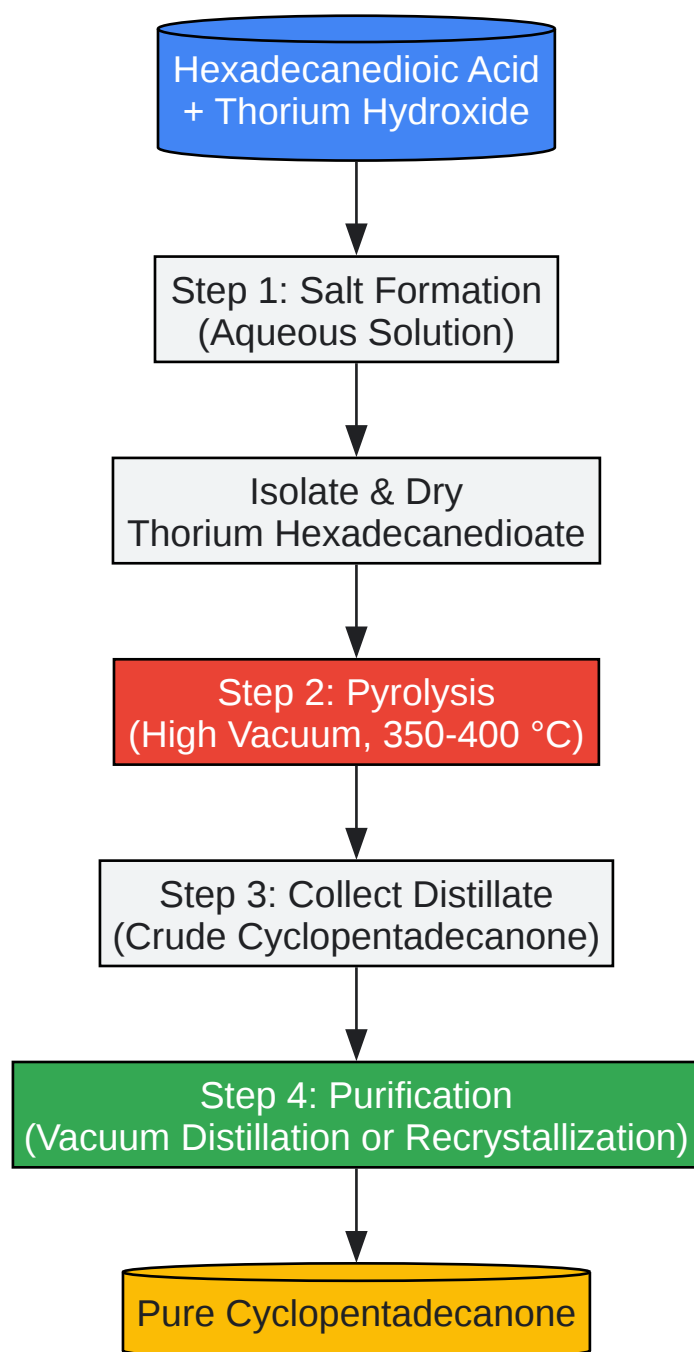 Hexadecanedioic Acid
+ Thorium Hydroxide
Step 1: Salt Formation
(Aqueous Solution)
Isolate & Dry
Thorium Hexadecanedioate
Step 2: Pyrolysis
(High Vacuum, 350-400 °C)
Step 3: Collect Distillate
(Crude Cyclopentadecanone)
Step 4: Purification
(Vacuum Distillation or Recrystallization)
Pure Cyclopentadecanone